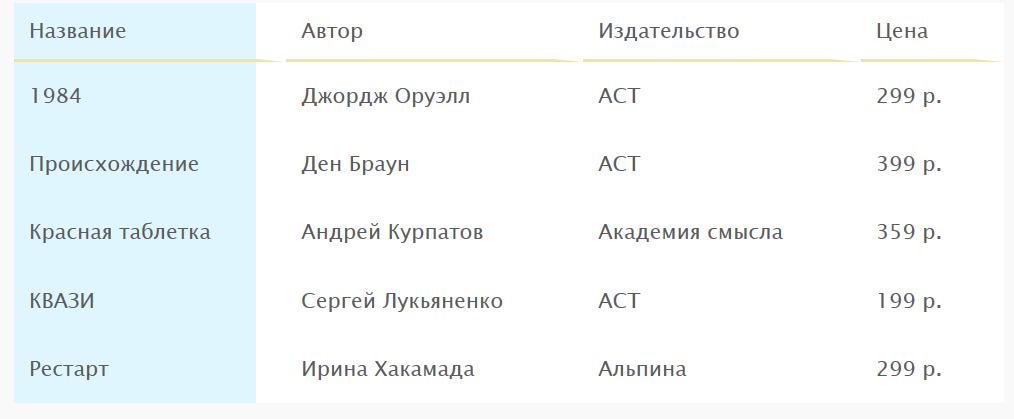 Название Автор Издательство Цена
1984 Джордж Оруэлл АСТ 299 р.
Происхождение Ден Браун АСТ 399 р.
Красная таблетка Андрей Курпатов Академия смысла 359 р.
КВАЗИ Сергей Лукьяненко АСТ 199 р.
Рестарт Ирина Хакамада Альпина 299 р.